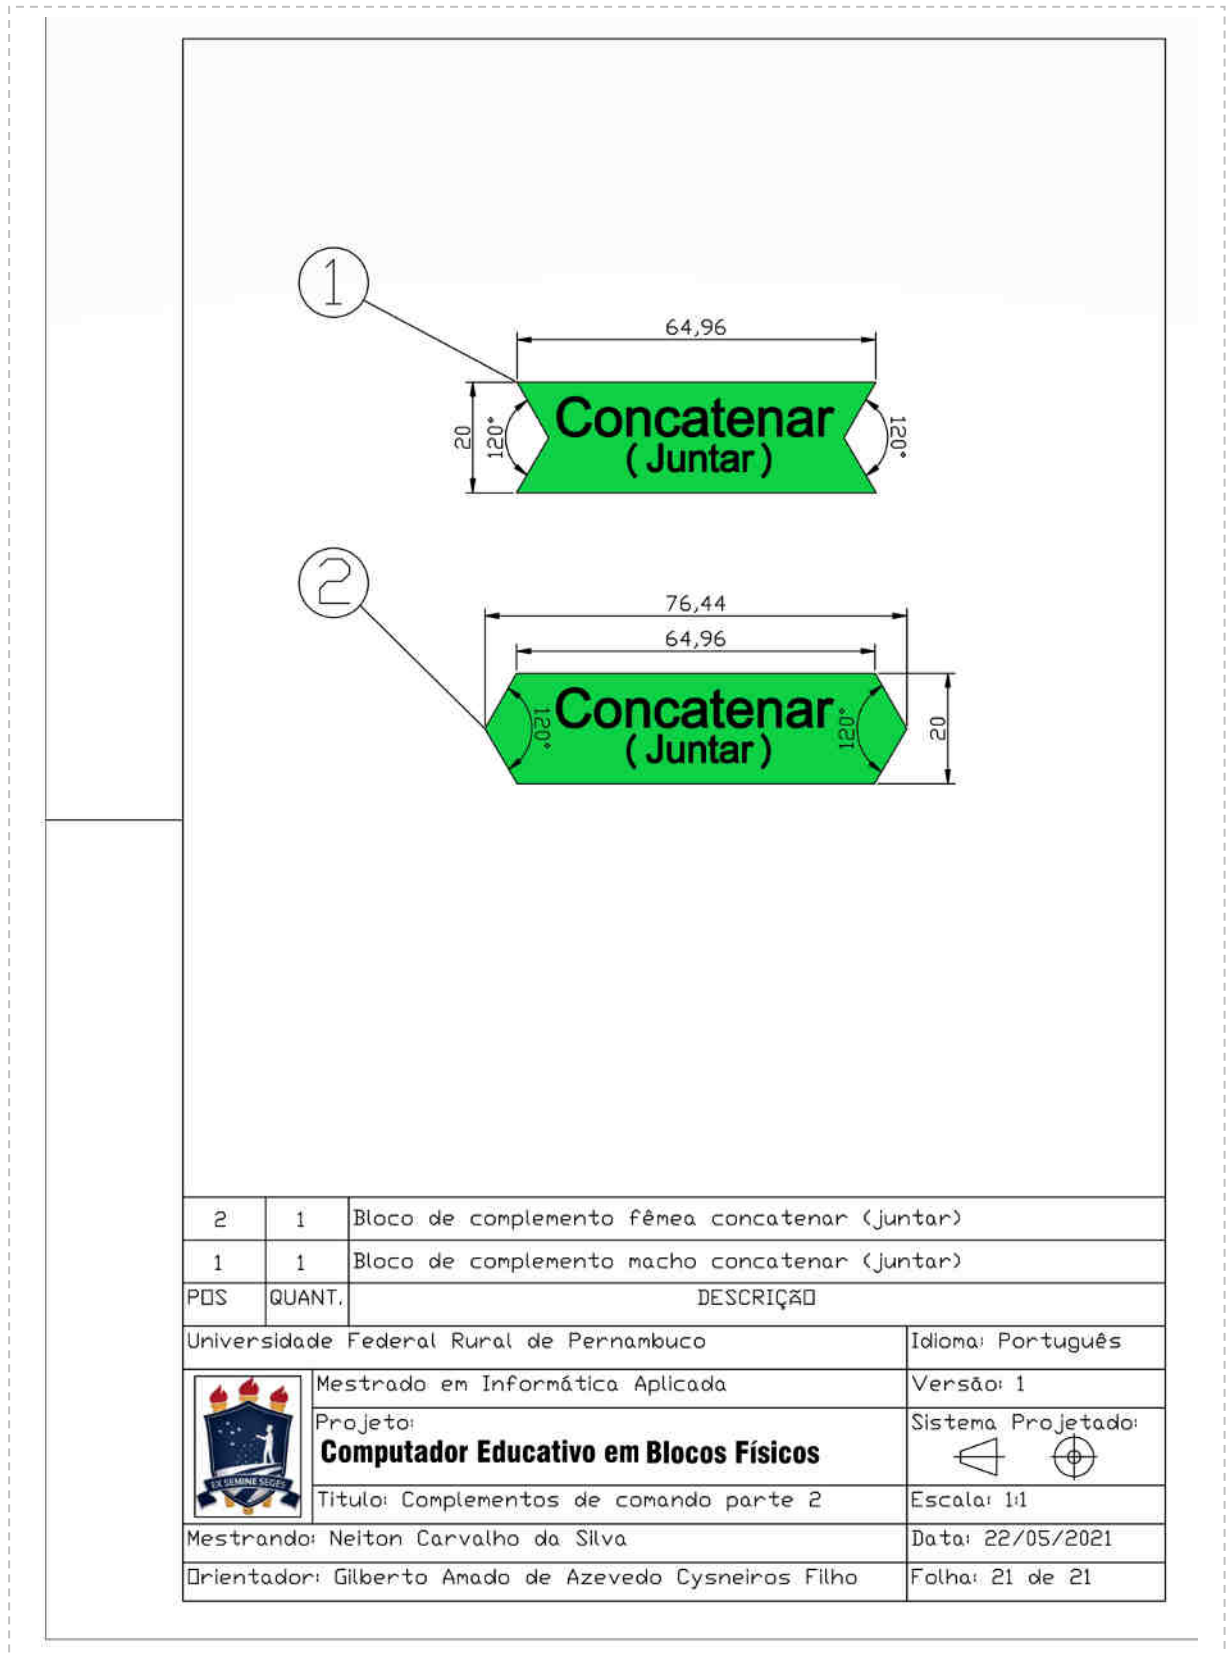 1
64,96
20
120°
Concatenar
(Juntar)
120°
2
76,44
64,96
120°
Concatenar
(Juntar)
120°
20
2 1 Bloco de complemento fêmea concatenar (juntar)
1 1 Bloco de complemento macho concatenar (juntar)
POS QUANT. DESCRIÇÃO
Universidade Federal Rural de Pernambuco Idioma: Português
Mestrado em Informática Aplicada Versão: 1
Projeto: Sistema Projetado:
Computador Educativo em Blocos Físicos
EX SEMINE SEGES
Titulo: Complementos de comando parte 2 Escala: 1:1
Mestrando: Neiton Carvalho da Silva Data: 22/05/2021
Orientador: Gilberto Amado de Azevedo Cysneiros Filho Folha: 21 de 21